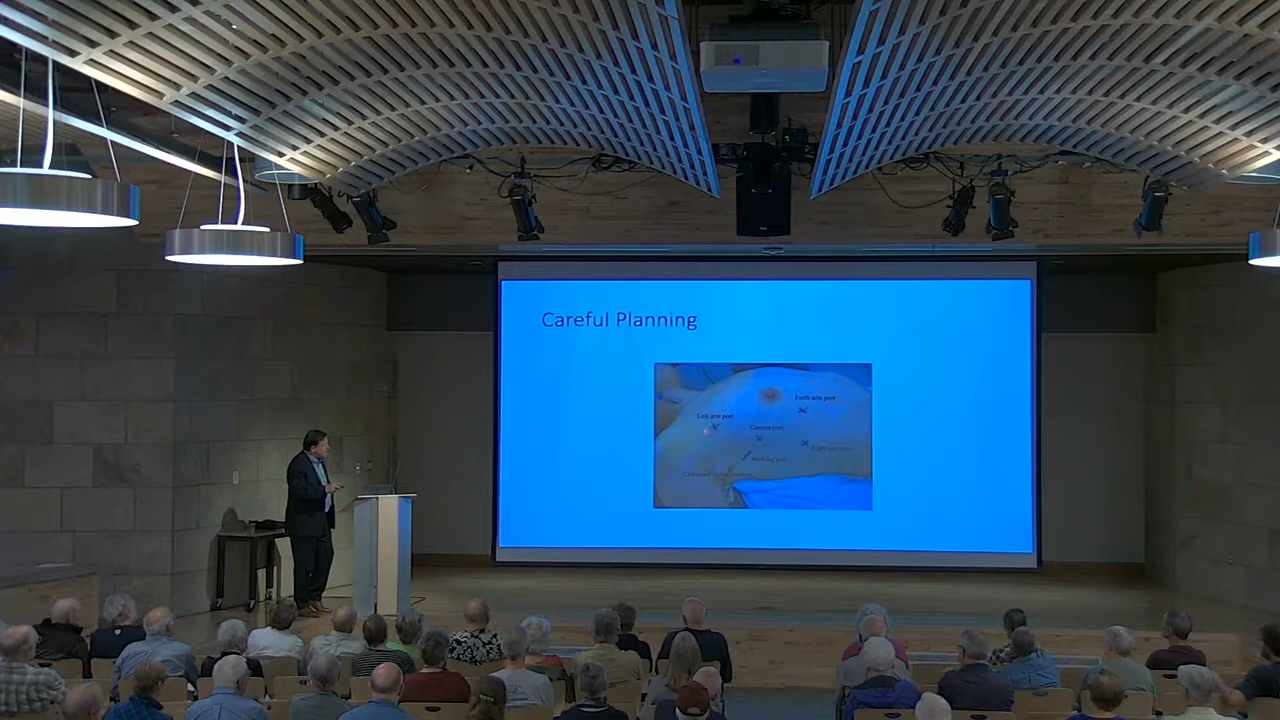 Careful Planning
Forth arm port
Left arm port
Camera port
Right arm port
Working port